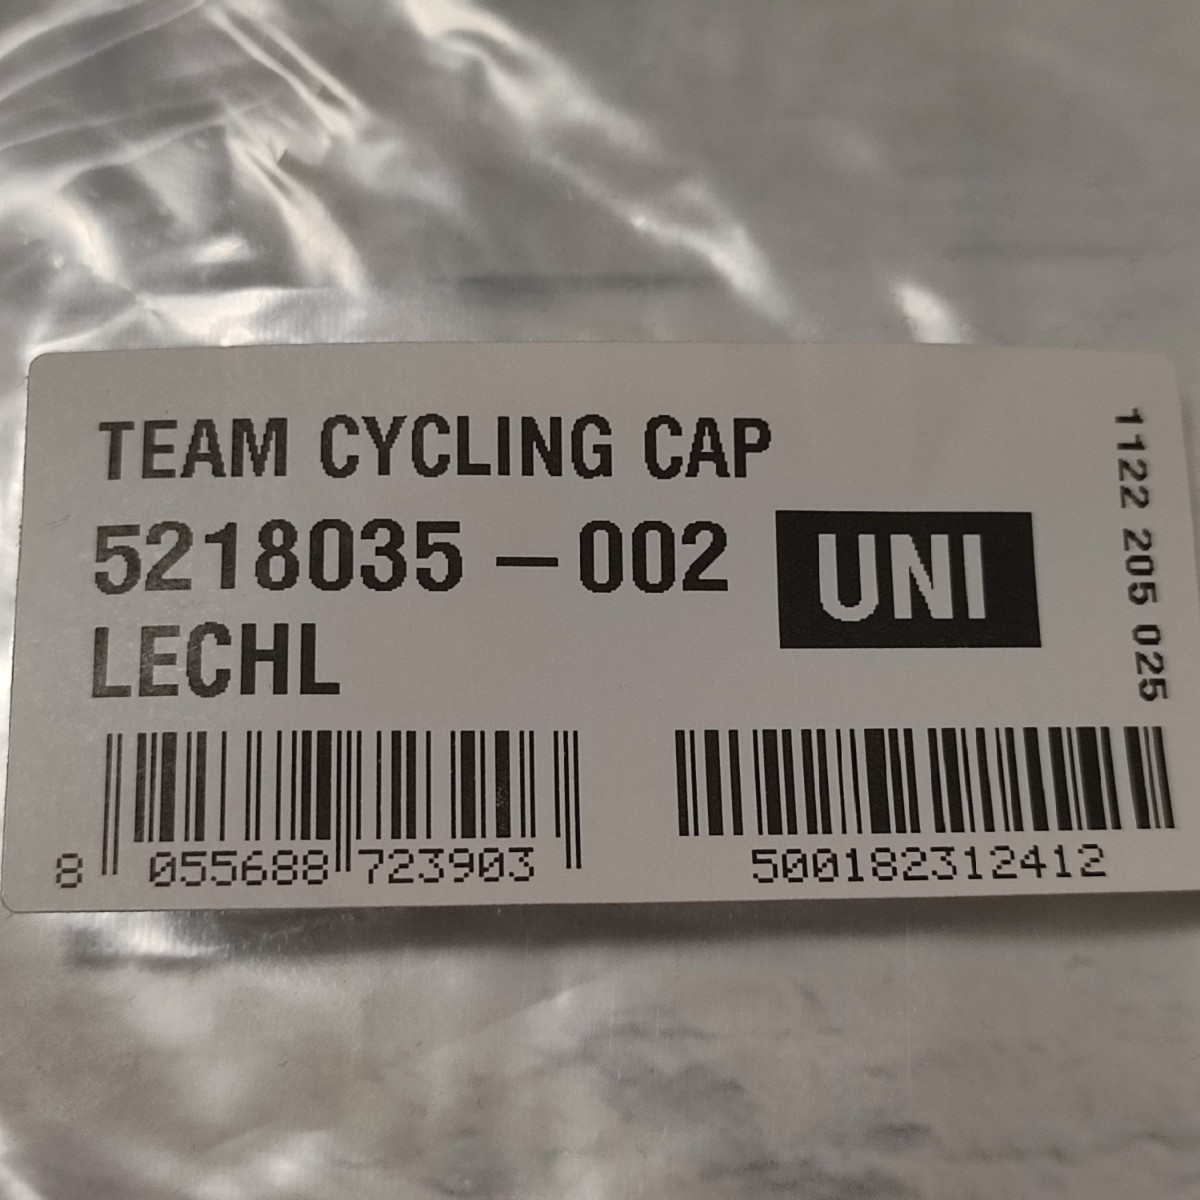 TEAM CYCLING CAP
5218035 – 002
UNI
LECHL
1122 205 025
8 055688 723903
500182312412